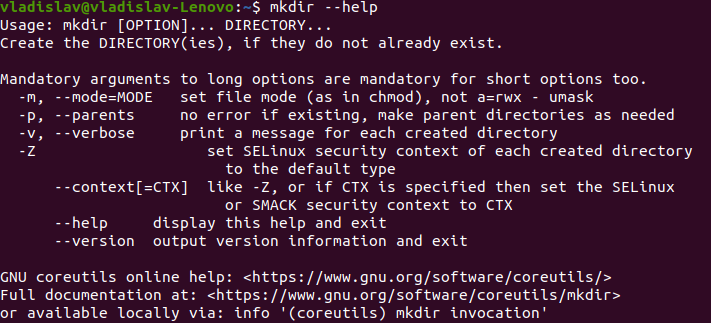 vladislav@vladislav-Lenovo:~$ mkdir --help
Usage: mkdir [OPTION]... DIRECTORY...
Create the DIRECTORY(ies), if they do not already exist.

Mandatory arguments to long options are mandatory for short options too.
  -m, --mode=MODE   set file mode (as in chmod), not a=rwx - umask
  -p, --parents     no error if existing, make parent directories as needed
  -v, --verbose     print a message for each created directory
  -Z                   set SELinux security context of each created directory
                         to the default type
      --context[=CTX]  like -Z, or if CTX is specified then set the SELinux
                         or SMACK security context to CTX
      --help     display this help and exit
      --version  output version information and exit

GNU coreutils online help: <https://www.gnu.org/software/coreutils/>
Full documentation at: <https://www.gnu.org/software/coreutils/mkdir>
or available locally via: info '(coreutils) mkdir invocation'